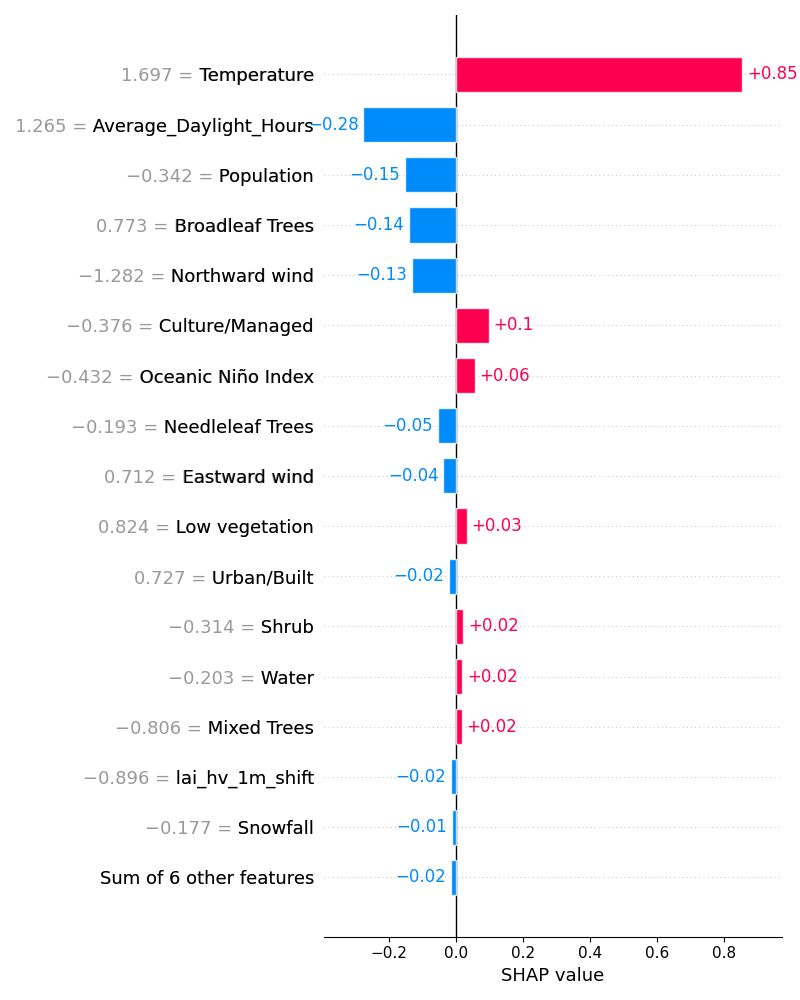 1.697 = Temperature +0.85
1.265 = Average_Daylight_Hours −0.28
−0.342 = Population −0.15
0.773 = Broadleaf Trees −0.14
−1.282 = Northward wind −0.13
−0.376 = Culture/Managed +0.1
−0.432 = Oceanic Niño Index +0.06
−0.193 = Needleleaf Trees −0.05
0.712 = Eastward wind −0.04
0.824 = Low vegetation +0.03
0.727 = Urban/Built −0.02
−0.314 = Shrub +0.02
−0.203 = Water +0.02
−0.806 = Mixed Trees +0.02
−0.896 = lai_hv_1m_shift −0.02
−0.177 = Snowfall −0.01
Sum of 6 other features −0.02
−0.2 0.0 0.2 0.4 0.6 0.8
SHAP value